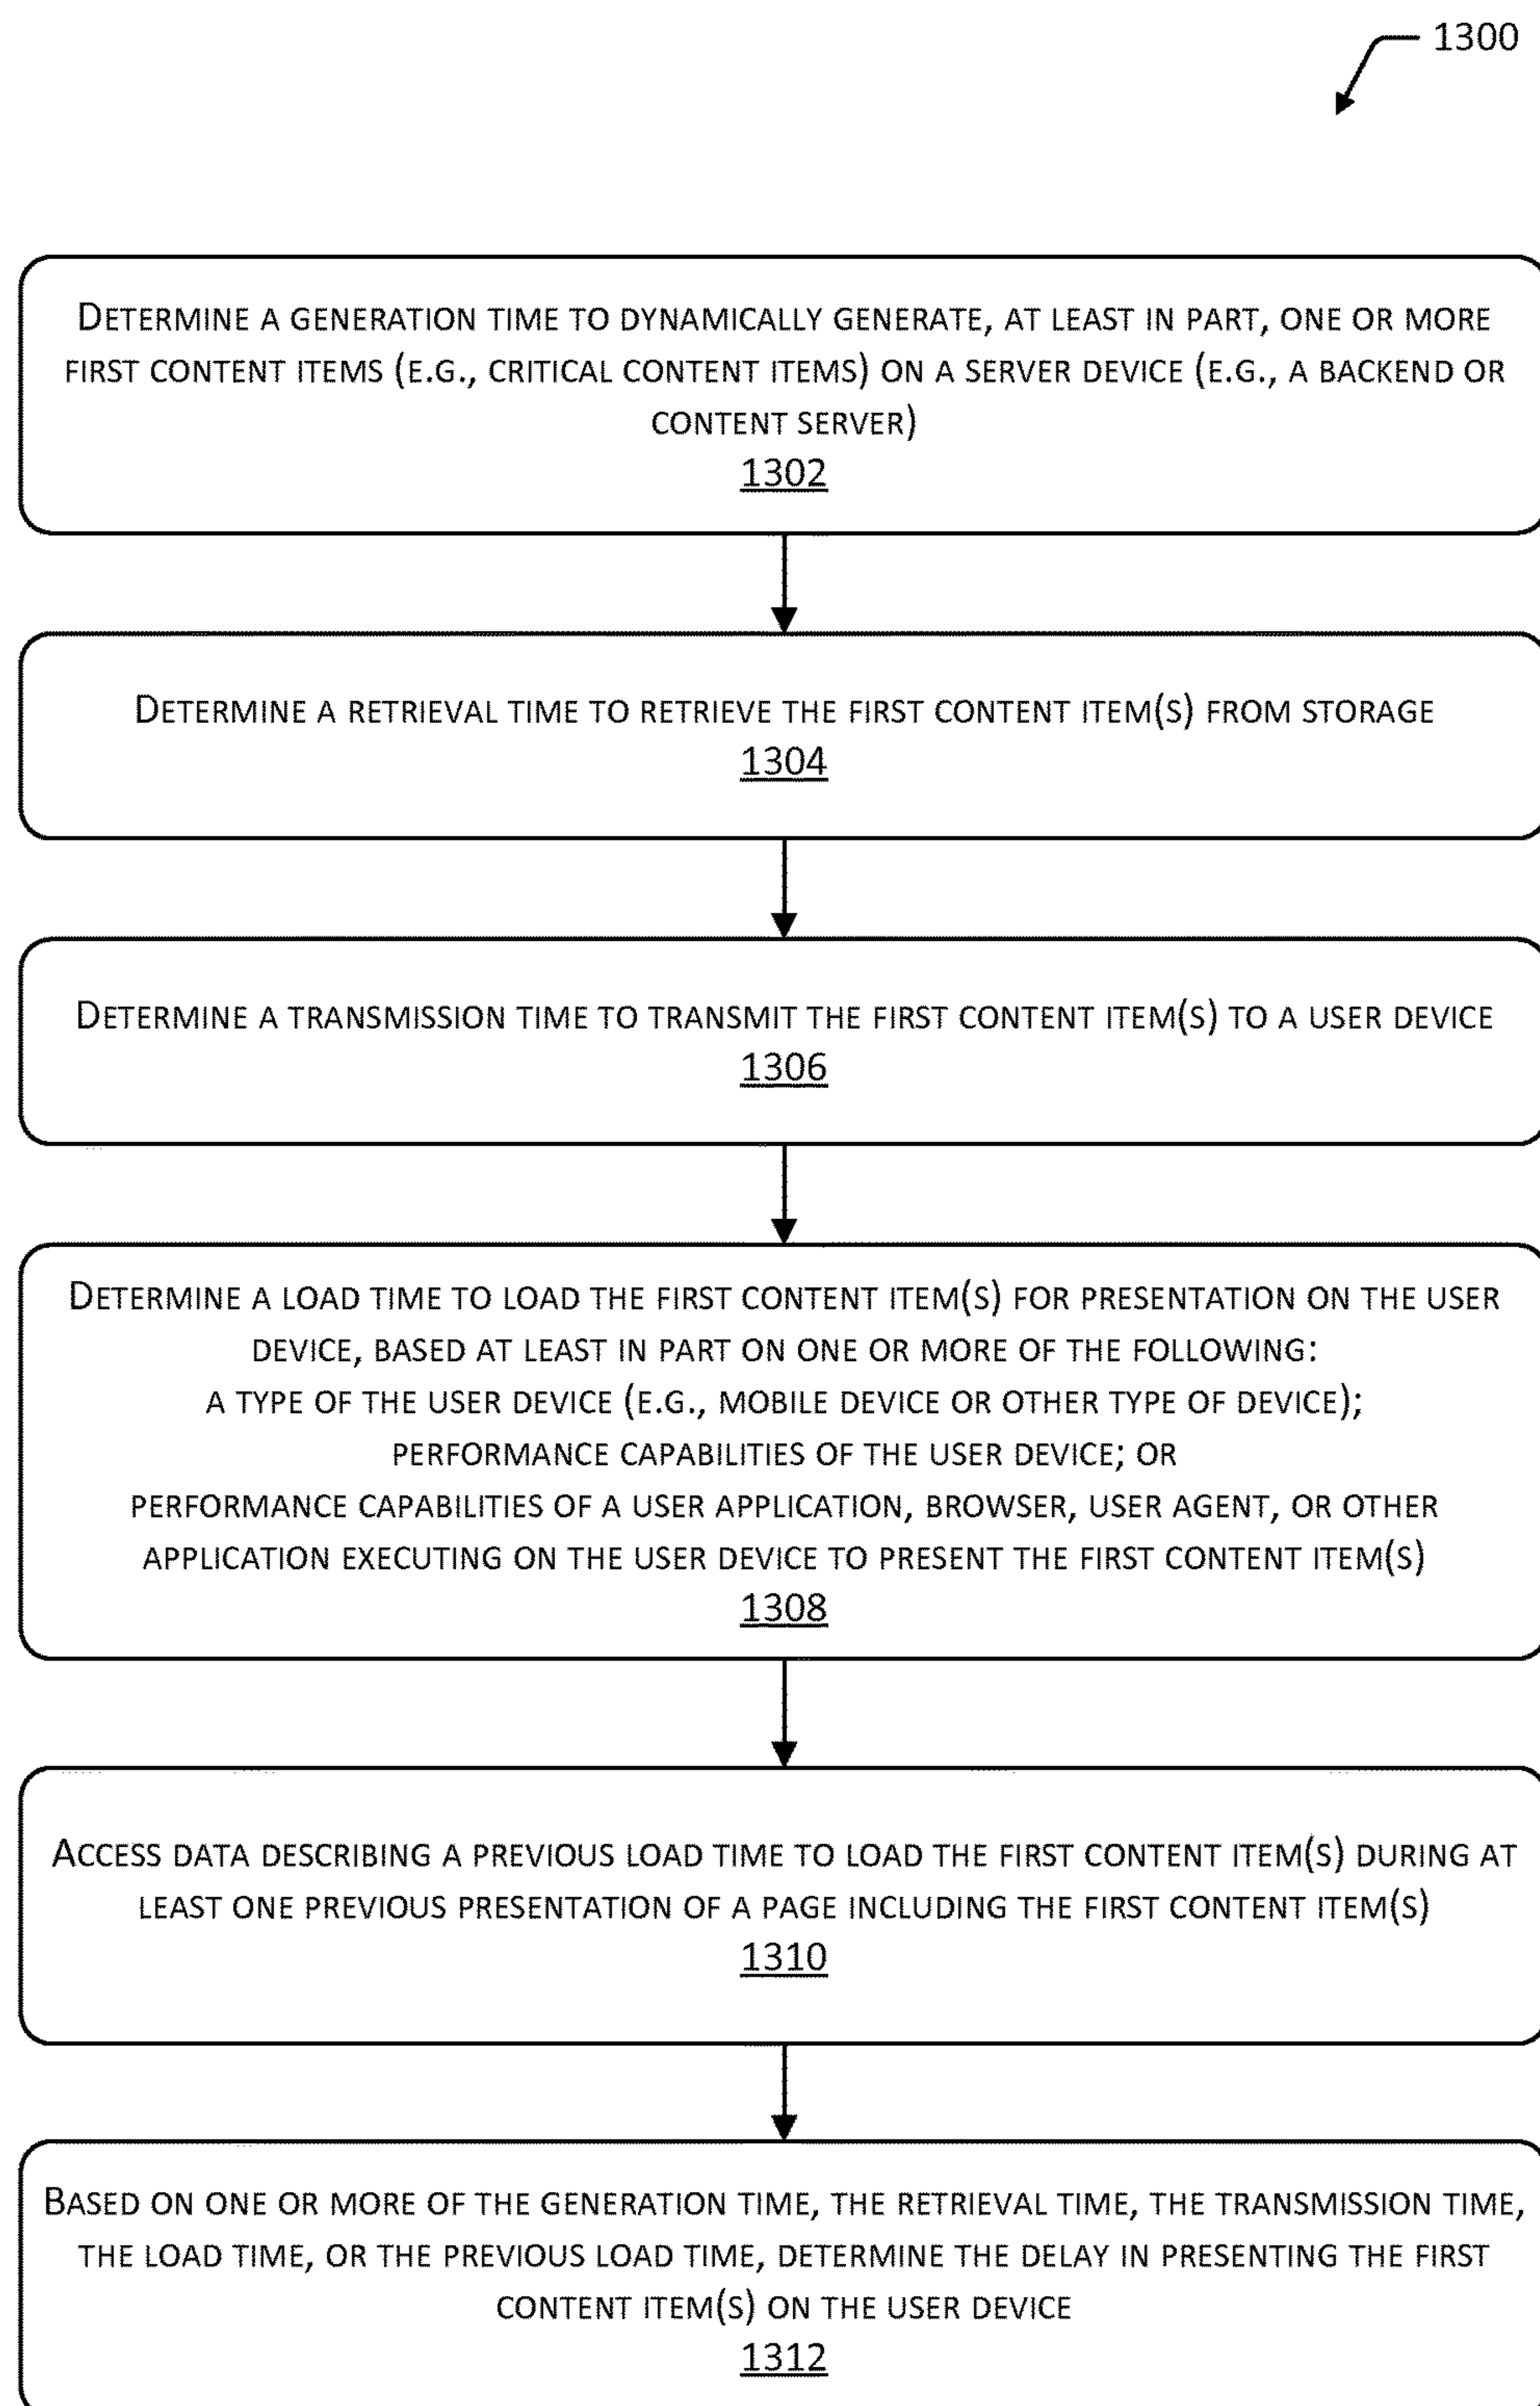 1300
DETERMINE A GENERATION TIME TO DYNAMICALLY GENERATE, AT LEAST IN PART, ONE OR MORE
FIRST CONTENT ITEMS (E.G., CRITICAL CONTENT ITEMS) ON A SERVER DEVICE (E.G., A BACKEND OR
CONTENT SERVER)
1302
DETERMINE A RETRIEVAL TIME TO RETRIEVE THE FIRST CONTENT ITEM(S) FROM STORAGE
1304
DETERMINE A TRANSMISSION TIME TO TRANSMIT THE FIRST CONTENT ITEM(S) TO A USER DEVICE
1306
DETERMINE A LOAD TIME TO LOAD THE FIRST CONTENT ITEM(S) FOR PRESENTATION ON THE USER
DEVICE, BASED AT LEAST IN PART ON ONE OR MORE OF THE FOLLOWING:
A TYPE OF THE USER DEVICE (E.G., MOBILE DEVICE OR OTHER TYPE OF DEVICE);
PERFORMANCE CAPABILITIES OF THE USER DEVICE; OR
PERFORMANCE CAPABILITIES OF A USER APPLICATION, BROWSER, USER AGENT, OR OTHER
APPLICATION EXECUTING ON THE USER DEVICE TO PRESENT THE FIRST CONTENT ITEM(S)
1308
ACCESS DATA DESCRIBING A PREVIOUS LOAD TIME TO LOAD THE FIRST CONTENT ITEM(S) DURING AT
LEAST ONE PREVIOUS PRESENTATION OF A PAGE INCLUDING THE FIRST CONTENT ITEM(S)
1310
BASED ON ONE OR MORE OF THE GENERATION TIME, THE RETRIEVAL TIME, THE TRANSMISSION TIME,
THE LOAD TIME, OR THE PREVIOUS LOAD TIME, DETERMINE THE DELAY IN PRESENTING THE FIRST
CONTENT ITEM(S) ON THE USER DEVICE
1312